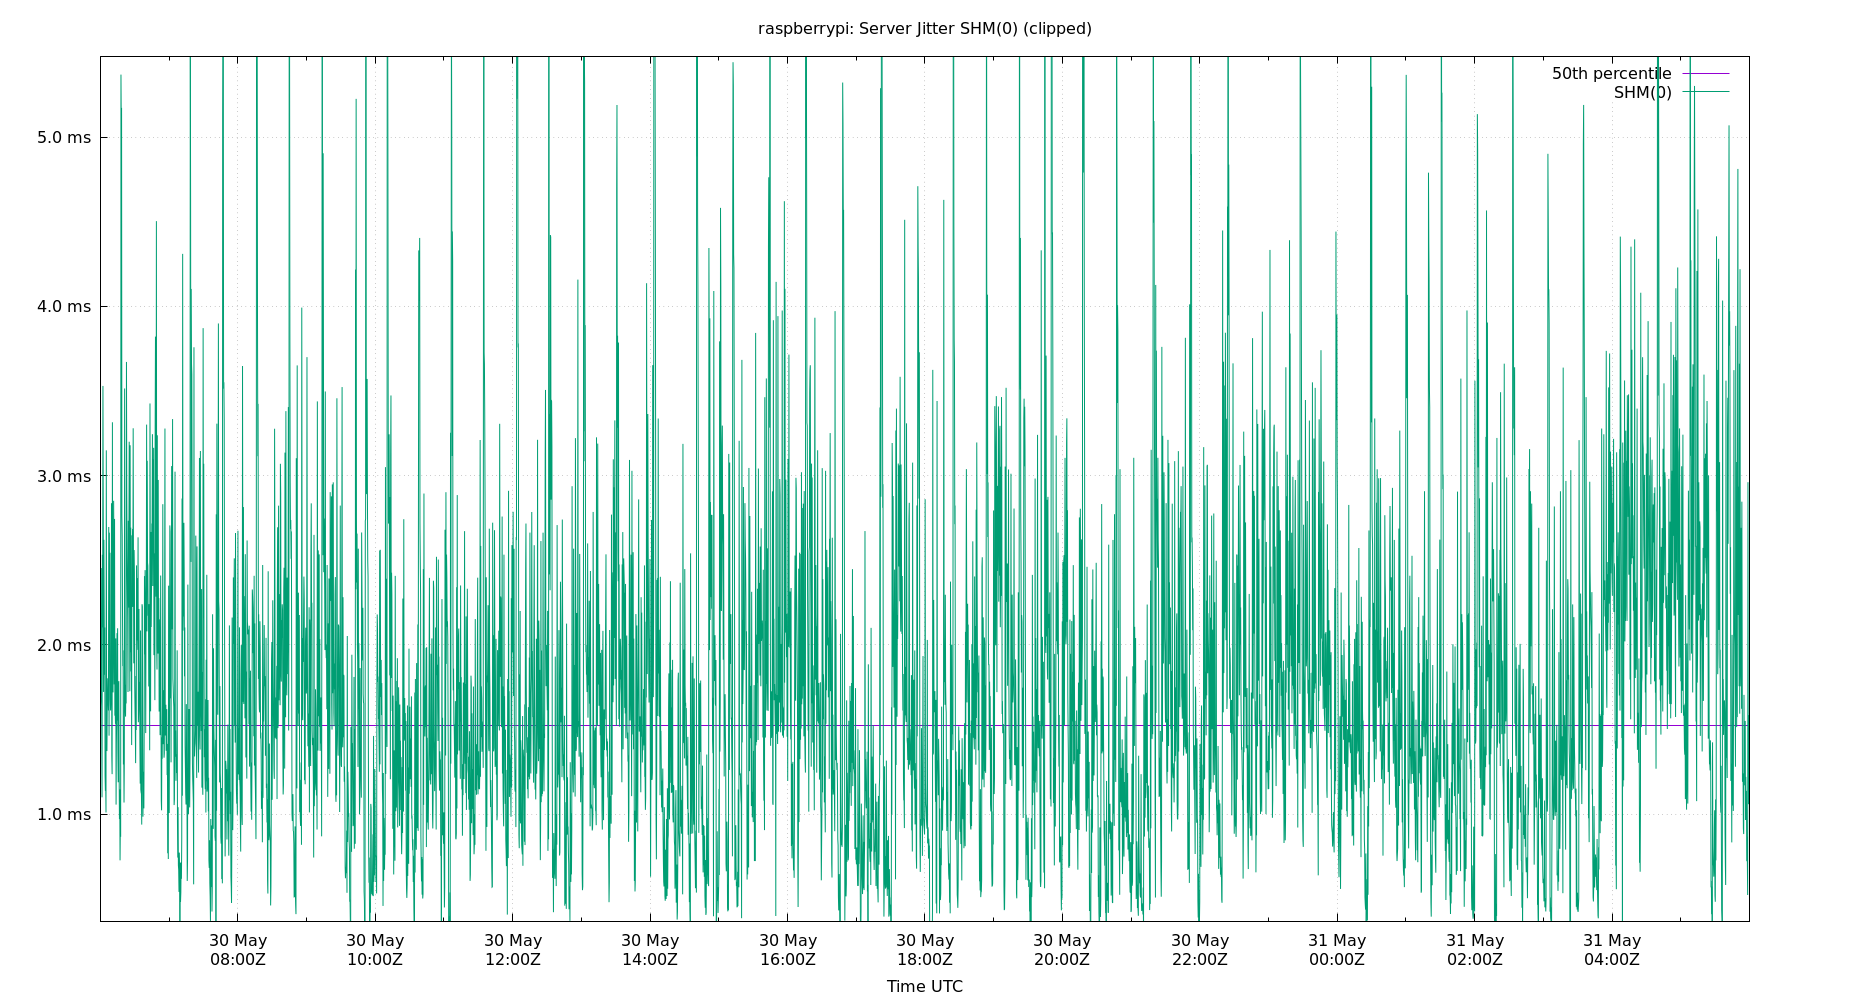 raspberrypi: Server Jitter SHM(0) (clipped)
50th percentile
SHM(0)
5.0 ms
4.0 ms
3.0 ms
2.0 ms
1.0 ms
30 May 30 May 30 May 30 May 30 May 30 May 30 May 30 May 31 May 31 May 31 May
08:00Z 10:00Z 12:00Z 14:00Z 16:00Z 18:00Z 20:00Z 22:00Z 00:00Z 02:00Z 04:00Z
Time UTC